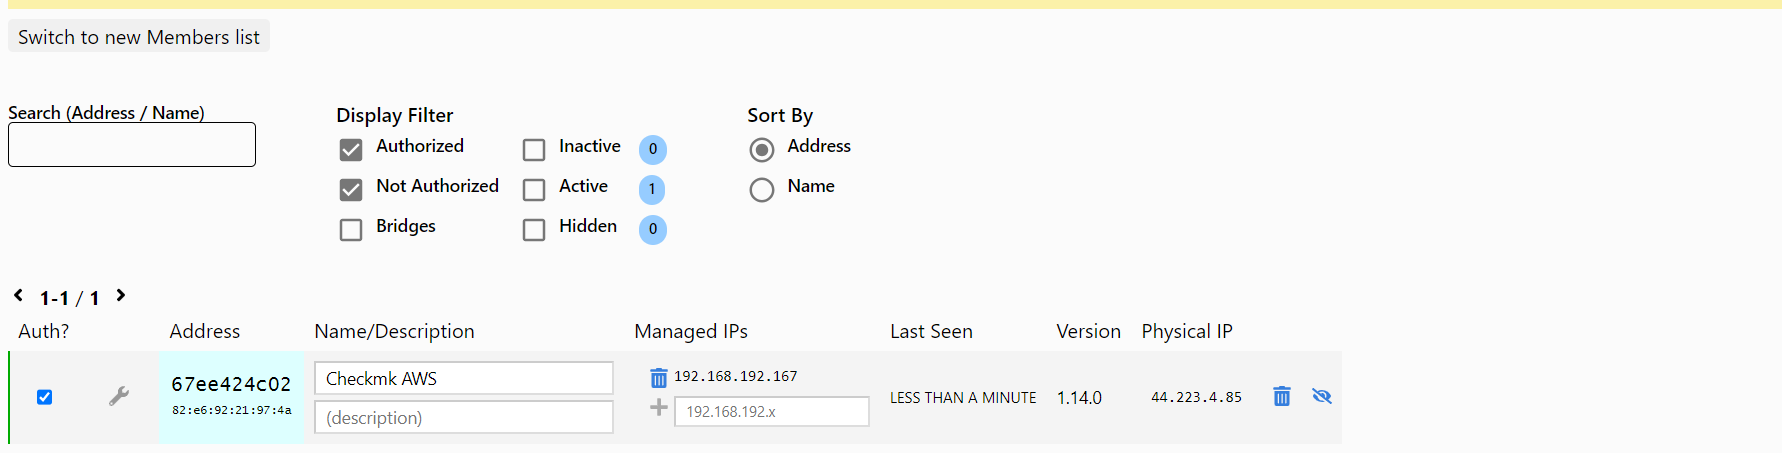 Switch to new Members list
Search (Address / Name)
Display Filter
Sort By
Authorized
Inactive
0
Address
Not Authorized
Active
1
Name
Bridges
Hidden
0
1-1 / 1
Auth?
Address
Name/Description
Managed IPs
Last Seen
Version
Physical IP
67ee424c02
82:e6:92:21:97:4a
Checkmk AWS
(description)
192.168.192.167
192.168.192.x
LESS THAN A MINUTE
1.14.0
44.223.4.85